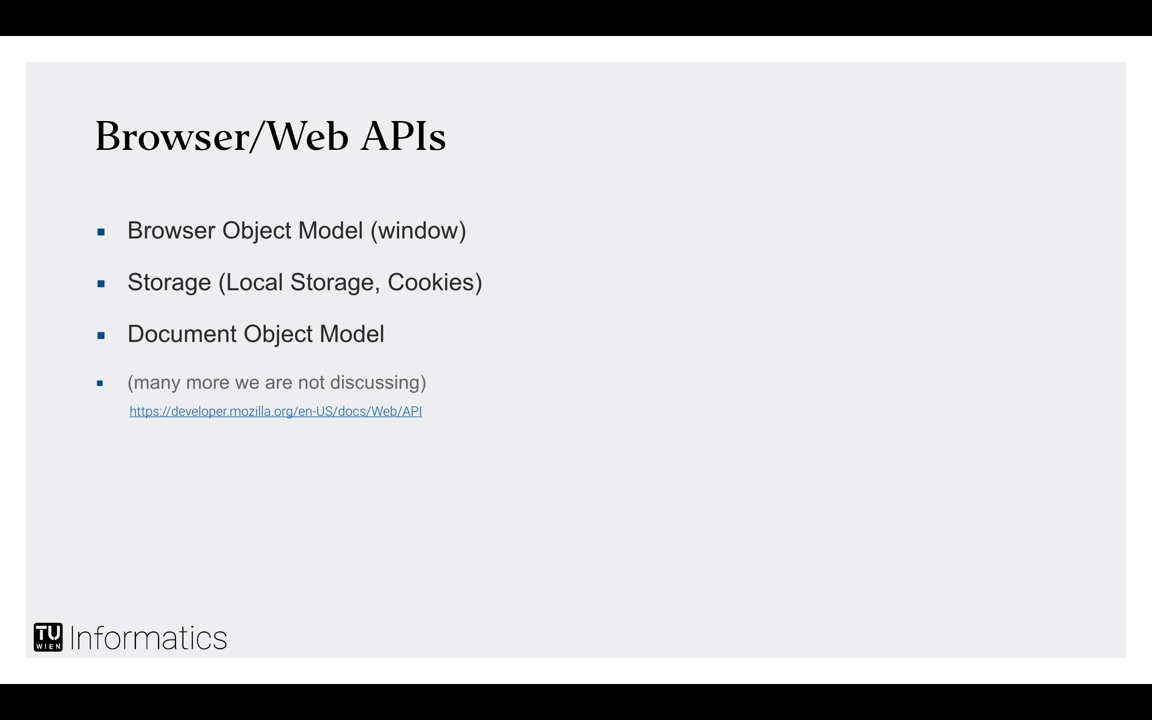 Browser/Web APIs
Browser Object Model (window)
Storage (Local Storage, Cookies)
Document Object Model
(many more we are not discussing)
https://developer.mozilla.org/en-US/docs/Web/API
TU WIEN Informatics